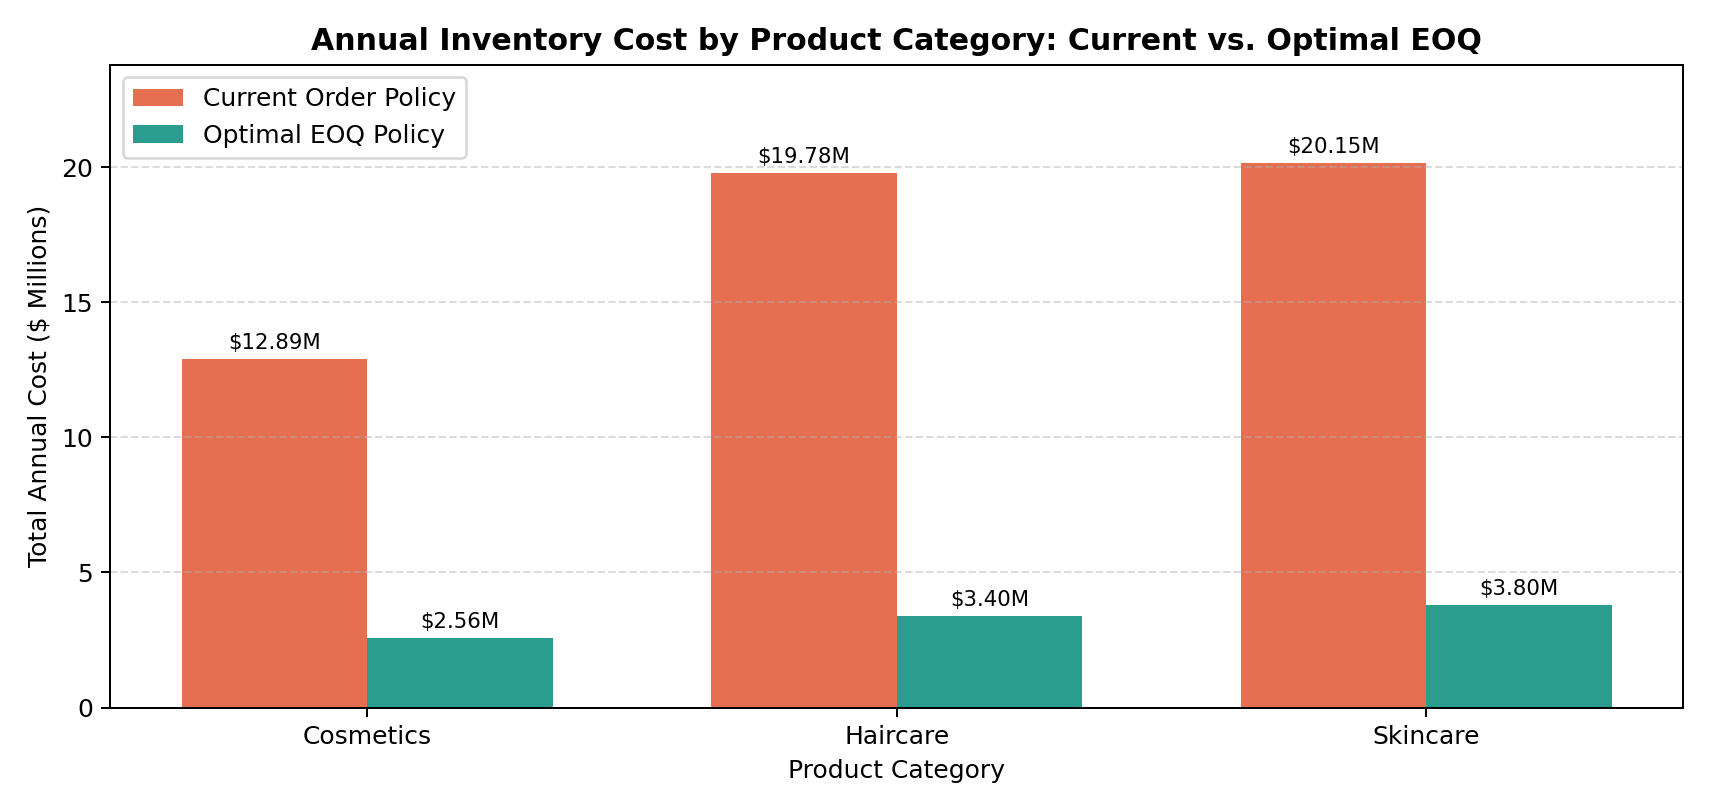 Annual Inventory Cost by Product Category: Current vs. Optimal EOQ
Current Order Policy
Optimal EOQ Policy
Total Annual Cost ($ Millions)
20
15
10
5
0
$12.89M
$2.56M
$19.78M
$3.40M
$20.15M
$3.80M
Cosmetics
Haircare
Skincare
Product Category